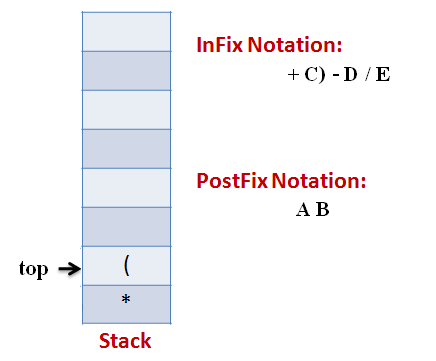 InFix Notation:
+ C) - D / E
PostFix Notation:
A B
top
(
*
Stack